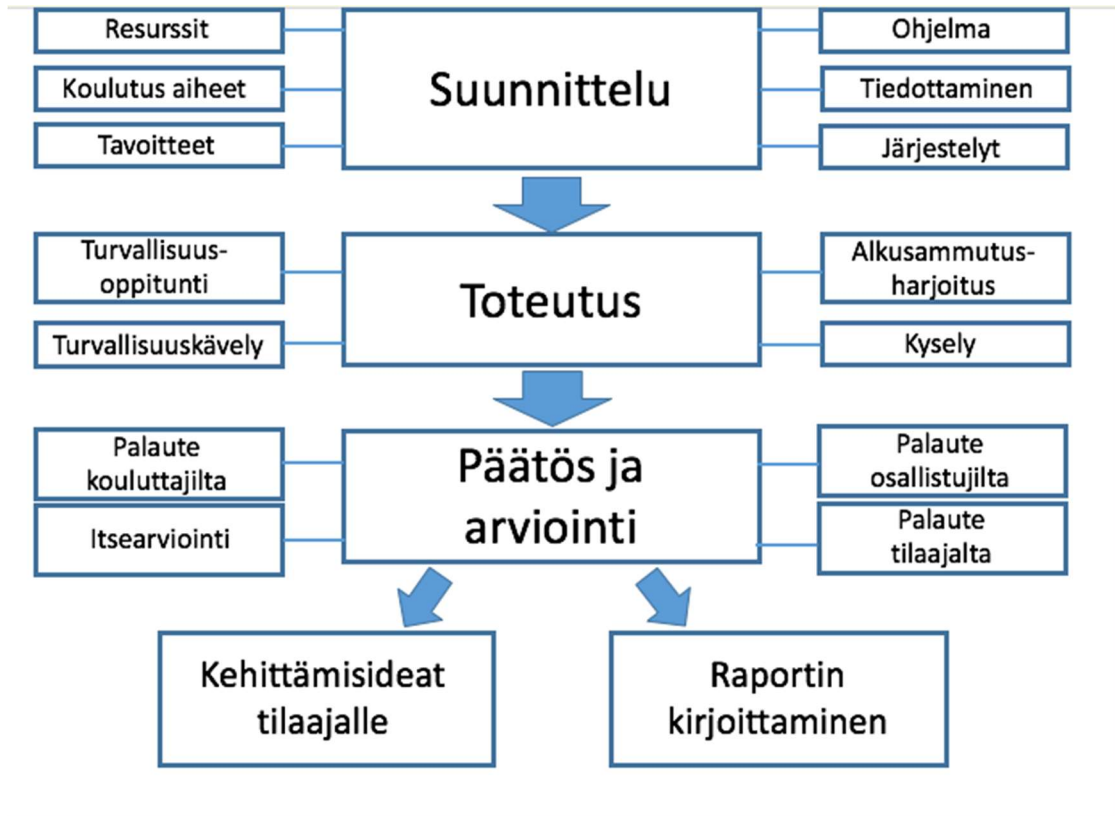 Resurssit
Suunnittelu
Ohjelma
Koulutus aiheet
Tiedottaminen
Tavoitteet
Järjestelyt
Turvallisuus-
oppitunti
Toteutus
Alkusammutus-
harjoitus
Turvallisuuskävely
Kysely
Palaute
kouluttajilta
Päätös ja
arviointi
Palaute
osallistujilta
Itsearviointi
Palaute
tilaajalta
Kehittämisideat
tilaajalle
Raportin
kirjoittaminen